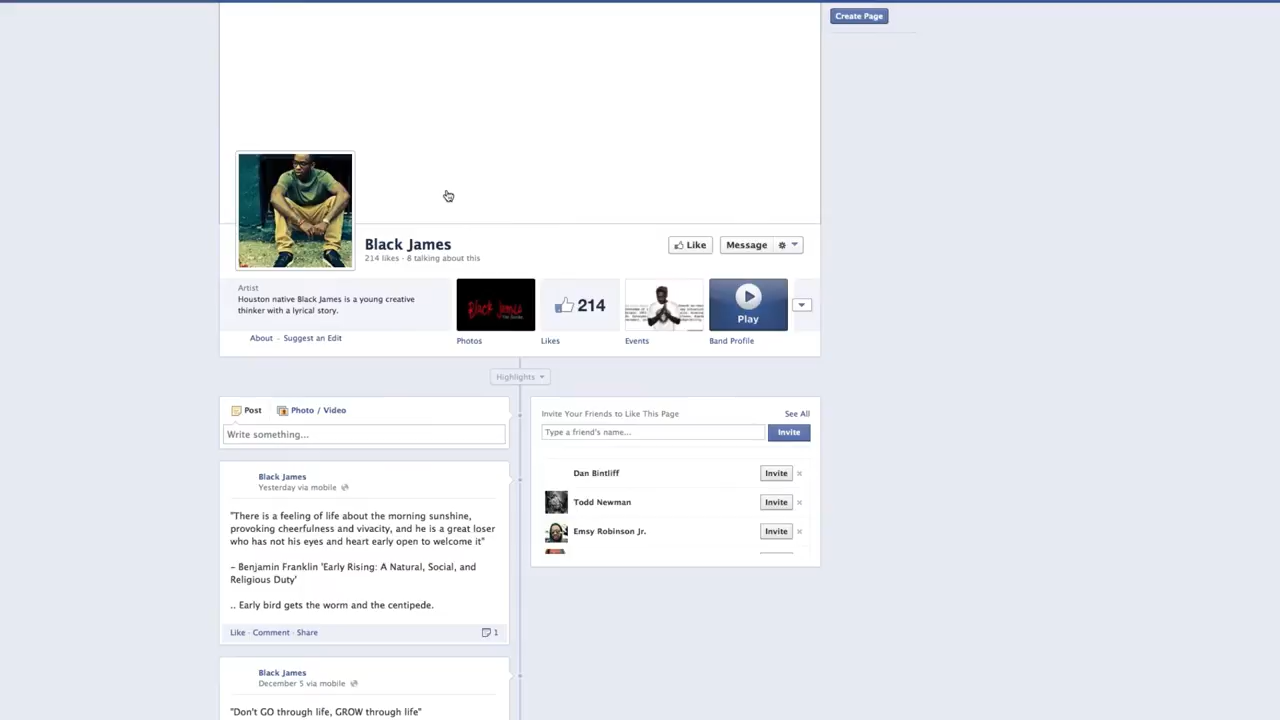 Create Page
Black James
214 likes · 8 talking about this
Like
Message
Artist
Houston native Black James is a young creative
thinker with a lyrical story.
About · Suggest an Edit
Black James
Photos
214
Likes
Events
Play
Band Profile
Highlights
Post
Photo / Video
Write something...
Invite Your Friends to Like This Page
See All
Type a friend's name...
Invite
Dan Bintliff
Invite
Todd Newman
Invite
Emsy Robinson Jr.
Invite
Black James
Yesterday via mobile
"There is a feeling of life about the morning sunshine,
provoking cheerfulness and vivacity, and he is a great loser
who has not his eyes and heart early open to welcome it"
- Benjamin Franklin 'Early Rising: A Natural, Social, and
Religious Duty'
.. Early bird gets the worm and the centipede.
Like · Comment · Share
1
Black James
December 5 via mobile
"Don't GO through life, GROW through life"